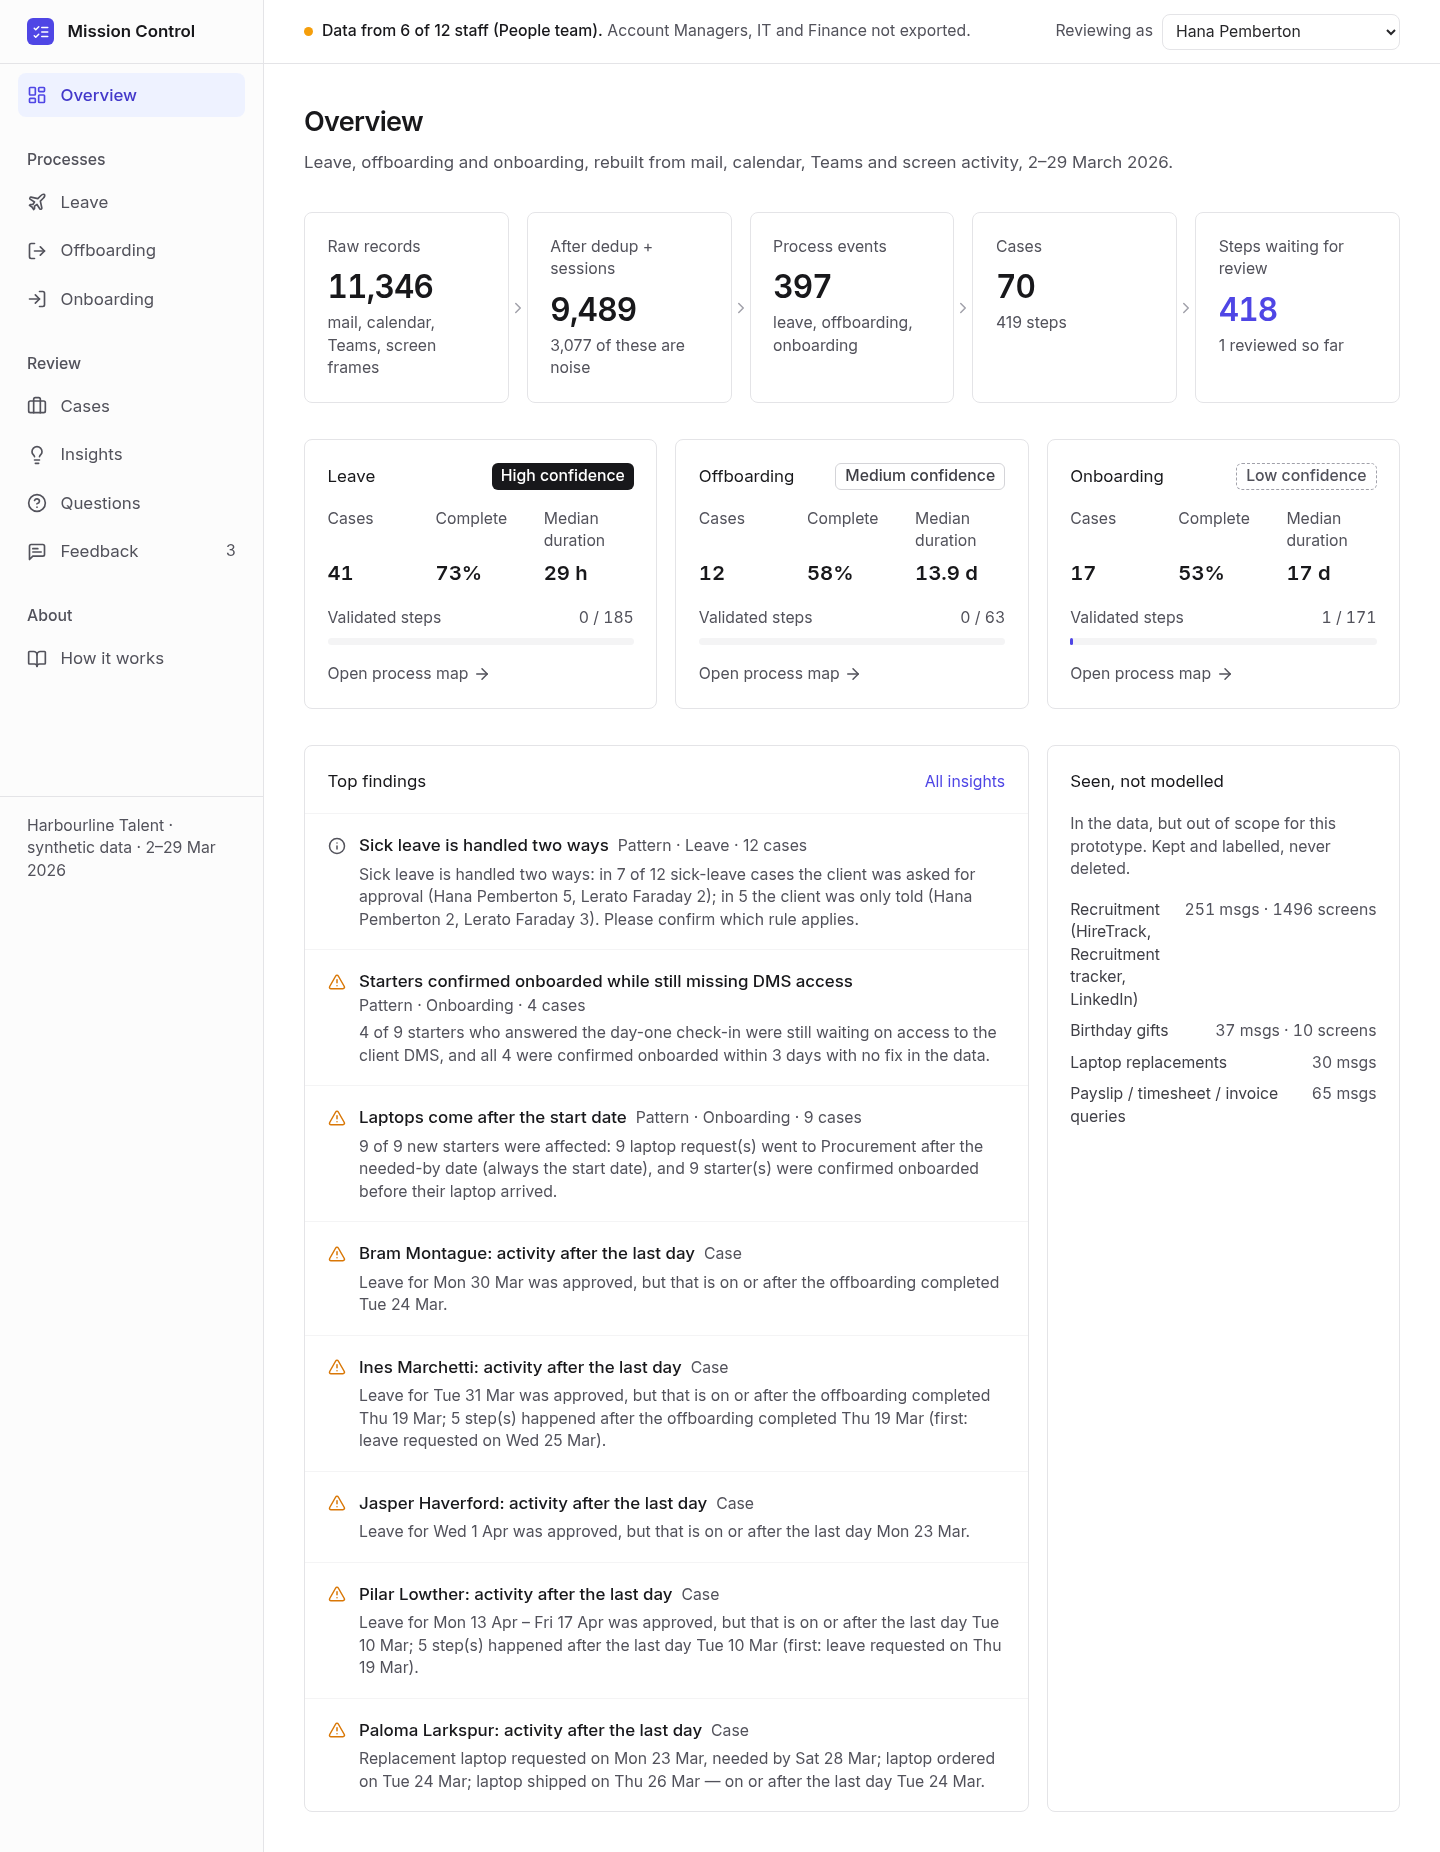 Mission Control
Data from 6 of 12 staff (People team). Account Managers, IT and Finance not exported.
Reviewing as
Hana Pemberton
Overview
Processes
Leave
Offboarding
Onboarding
Review
Cases
Insights
Questions
Feedback
3
About
How it works
Harbourline Talent ·
synthetic data · 2–29 Mar
2026
Overview
Leave, offboarding and onboarding, rebuilt from mail, calendar, Teams and screen activity, 2–29 March 2026.
Raw records
11,346
mail, calendar,
Teams, screen
frames
After dedup +
sessions
9,489
3,077 of these are
noise
Process events
397
leave, offboarding,
onboarding
Cases
70
419 steps
Steps waiting for
review
418
1 reviewed so far
Leave
High confidence
Cases
Complete
Median
duration
41
73%
29 h
Validated steps
0 / 185
Open process map
Offboarding
Medium confidence
Cases
Complete
Median
duration
12
58%
13.9 d
Validated steps
0 / 63
Open process map
Onboarding
Low confidence
Cases
Complete
Median
duration
17
53%
17 d
Validated steps
1 / 171
Open process map
Top findings
All insights
Sick leave is handled two ways Pattern · Leave · 12 cases
Sick leave is handled two ways: in 7 of 12 sick-leave cases the client was asked for
approval (Hana Pemberton 5, Lerato Faraday 2); in 5 the client was only told (Hana
Pemberton 2, Lerato Faraday 3). Please confirm which rule applies.
Starters confirmed onboarded while still missing DMS access
Pattern · Onboarding · 4 cases
4 of 9 starters who answered the day-one check-in were still waiting on access to the
client DMS, and all 4 were confirmed onboarded within 3 days with no fix in the data.
Laptops come after the start date Pattern · Onboarding · 9 cases
9 of 9 new starters were affected: 9 laptop request(s) went to Procurement after the
needed-by date (always the start date), and 9 starter(s) were confirmed onboarded
before their laptop arrived.
Bram Montague: activity after the last day Case
Leave for Mon 30 Mar was approved, but that is on or after the offboarding completed
Tue 24 Mar.
Ines Marchetti: activity after the last day Case
Leave for Tue 31 Mar was approved, but that is on or after the offboarding completed
Thu 19 Mar; 5 step(s) happened after the offboarding completed Thu 19 Mar (first:
leave requested on Wed 25 Mar).
Jasper Haverford: activity after the last day Case
Leave for Wed 1 Apr was approved, but that is on or after the last day Mon 23 Mar.
Pilar Lowther: activity after the last day Case
Leave for Mon 13 Apr – Fri 17 Apr was approved, but that is on or after the last day Tue
10 Mar; 5 step(s) happened after the last day Tue 10 Mar (first: leave requested on Thu
19 Mar).
Paloma Larkspur: activity after the last day Case
Replacement laptop requested on Mon 23 Mar, needed by Sat 28 Mar; laptop ordered
on Tue 24 Mar; laptop shipped on Thu 26 Mar — on or after the last day Tue 24 Mar.
Seen, not modelled
In the data, but out of scope for this
prototype. Kept and labelled, never
deleted.
Recruitment 251 msgs · 1496 screens
(HireTrack,
Recruitment
tracker,
LinkedIn)
Birthday gifts 37 msgs · 10 screens
Laptop replacements 30 msgs
Payslip / timesheet / invoice 65 msgs
queries